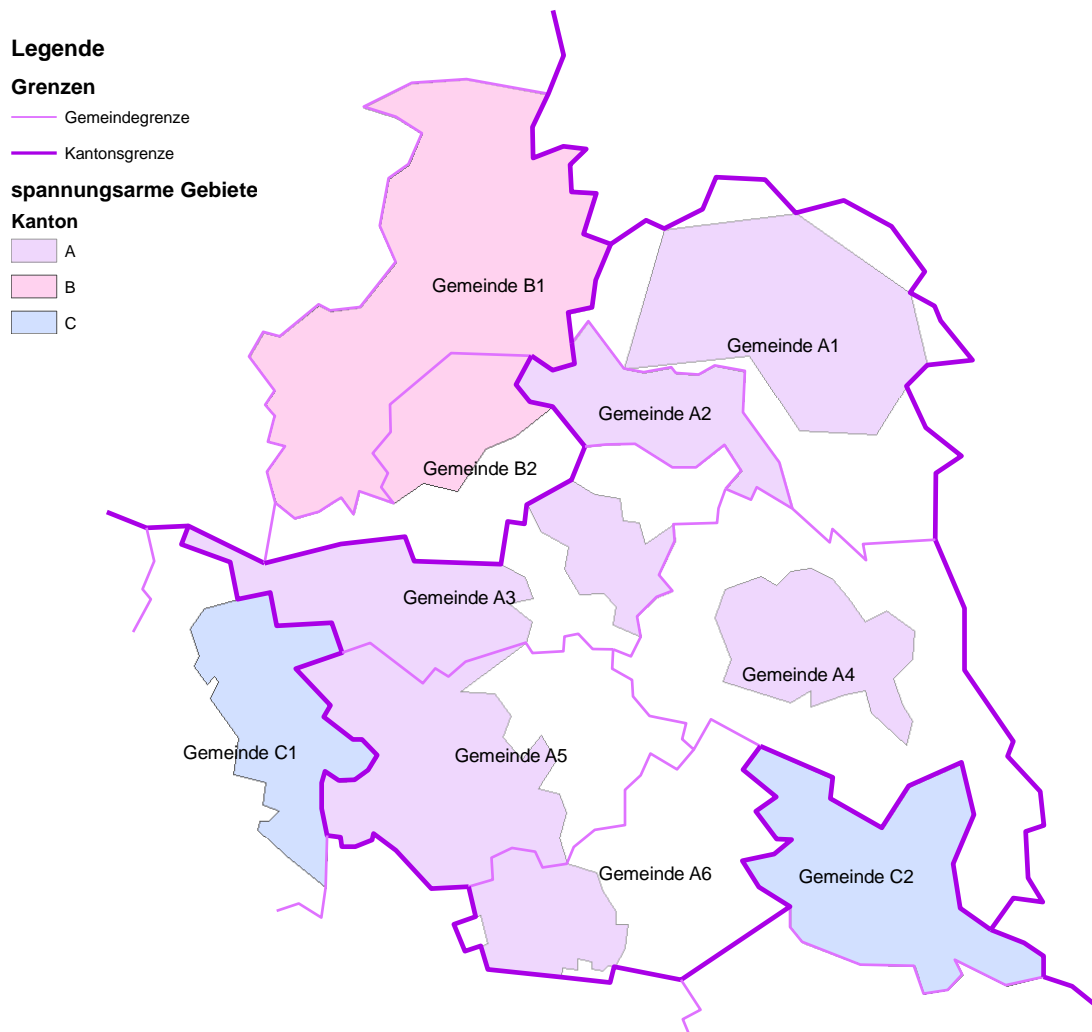 Legende
Grenzen
Gemeindegrenze
Kantonsgrenze
spannungsarme Gebiete
Kanton
A
B
C
Gemeinde B1
Gemeinde A1
Gemeinde A2
Gemeinde B2
Gemeinde A3
Gemeinde A4
Gemeinde C1
Gemeinde A5
Gemeinde A6
Gemeinde C2